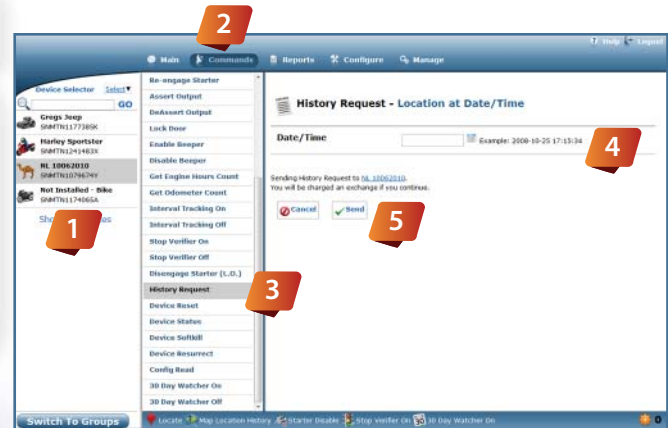 2
Help Logout
Main Commands Reports Configure Manage
Device Selector Select
GO
Gregs Jeep
SNMTN117738SK
Harley Sportster
SNMTN1241483X
NL 10062010
SNMTN1079674Y
Not Installed - Bike
SNMTN1174065A
1
Re-engage Starter
Assert Output
DeAssert Output
Lock Door
Enable Beeper
Disable Beeper
Get Engine Hours Count
Get Odometer Count
Interval Tracking On
Interval Tracking Off
Stop Verifier On
Stop Verifier Off
Disengage Starter (L.O.)
History Request
3
Device Reset
Device Status
Device Softkill
Device Resurrect
Config Read
30 Day Watcher On
30 Day Watcher Off
History Request - Location at Date/Time
Date/Time
Example: 2008-10-25 17:15:34
4
Sending History Request to NL 10062010.
You will be charged an exchange if you continue.
Cancel Send
5
Switch To Groups
Locate Map Location History Starter Disable Stop Verifier On 30 Day Watcher On
0